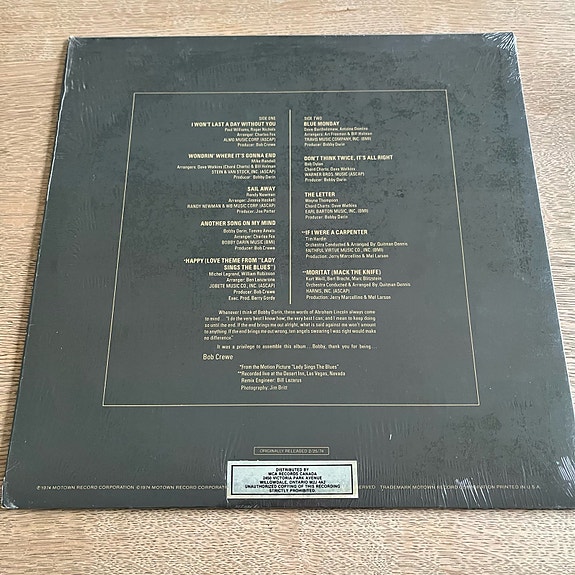 SIDE ONE
I WON'T LAST A DAY WITHOUT YOU
Paul Williams, Roger Nichols
Arranger: Charles Fox
ALMO MUSIC CORP. (ASCAP)
Producer: Bob Crewe
WONDRIN' WHERE IT'S GONNA END
Mike Randall
Arrangers: Dave Watkins (Chord Charts) & Bill Holman
STEIN & VAN STOCK, INC. (ASCAP)
Producer: Bobby Darin
SAIL AWAY
Randy Newman
Arranger: Jimmie Haskell
RANDY NEWMAN & WB MUSIC CORP. (ASCAP)
Producer: Joe Porter
ANOTHER SONG ON MY MIND
Bobby Darin, Tommy Amato
Arranger: Charles Fox
BOBBY DARIN MUSIC (BMI)
Producer: Bob Crewe
*HAPPY (LOVE THEME FROM "LADY
SINGS THE BLUES")
Michel Legrand, William Robinson
Arranger: Ben Lanzarone
JOBETE MUSIC CO., INC. (ASCAP)
Producer: Bob Crewe
Exec. Prod. Berry Gordy
SIDE TWO
BLUE MONDAY
Dave Bartholomew, Antoine Domino
Arrangers: Art Freeman & Bill Holman
TRAVIS MUSIC COMPANY, INC. (BMI)
Producer: Bobby Darin
DON'T THINK TWICE, IT'S ALL RIGHT
Bob Dylan
Chord Charts: Dave Watkins
WARNER BROS. MUSIC (ASCAP)
Producer: Bobby Darin
THE LETTER
Wayne Thompson
Chord Charts: Dave Watkins
EARL BARTON MUSIC, INC. (BMI)
Producer: Bobby Darin
**IF I WERE A CARPENTER
Tim Hardin
Orchestra Conducted & Arranged By: Quitman Dennis
FAITHFUL VIRTUE MUSIC CO., INC. (BMI)
Production: Jerry Marcellino & Mel Larson
**MORITAT (MACK THE KNIFE)
Kurt Weill, Bert Brecht, Marc Blitzstein
Orchestra Conducted & Arranged By: Quitman Dennis
HARMS, INC. (ASCAP)
Production: Jerry Marcellino & Mel Larson
Whenever I think of Bobby Darin, these words of Abraham Lincoln always
come to mind . . . "I do the very best I know how; the very best I can; and I mean to keep doing
so until the end. If the end brings me out alright, what is said against me won't amount
to anything. If the end brings me out wrong, ten angels swearing I was right would make
no difference."
It was a privilege to assemble this album . . . Bobby, thank you for being . . . .
Bob Crewe
*From the Motion Picture "Lady Sings The Blues"
**Recorded live at the Desert Inn, Las Vegas, Nevada
Remix Engineer: Bill Lazerus
Photography: Jim Britt
ORIGINALLY RELEASED 2/25/74
DISTRIBUTED BY
MCA RECORDS CANADA
2450 VICTORIA PARK AVENUE
WILLOWDALE, ONTARIO M2J 4A2
UNAUTHORIZED COPYING OF THIS RECORDING
STRICTLY PROHIBITED.
℗1974 MOTOWN RECORD CORPORATION ©1974 MOTOWN RECORD CORPORATION TRADEMARK MOTOWN RECORD CORPORATION PRINTED IN U.S.A.